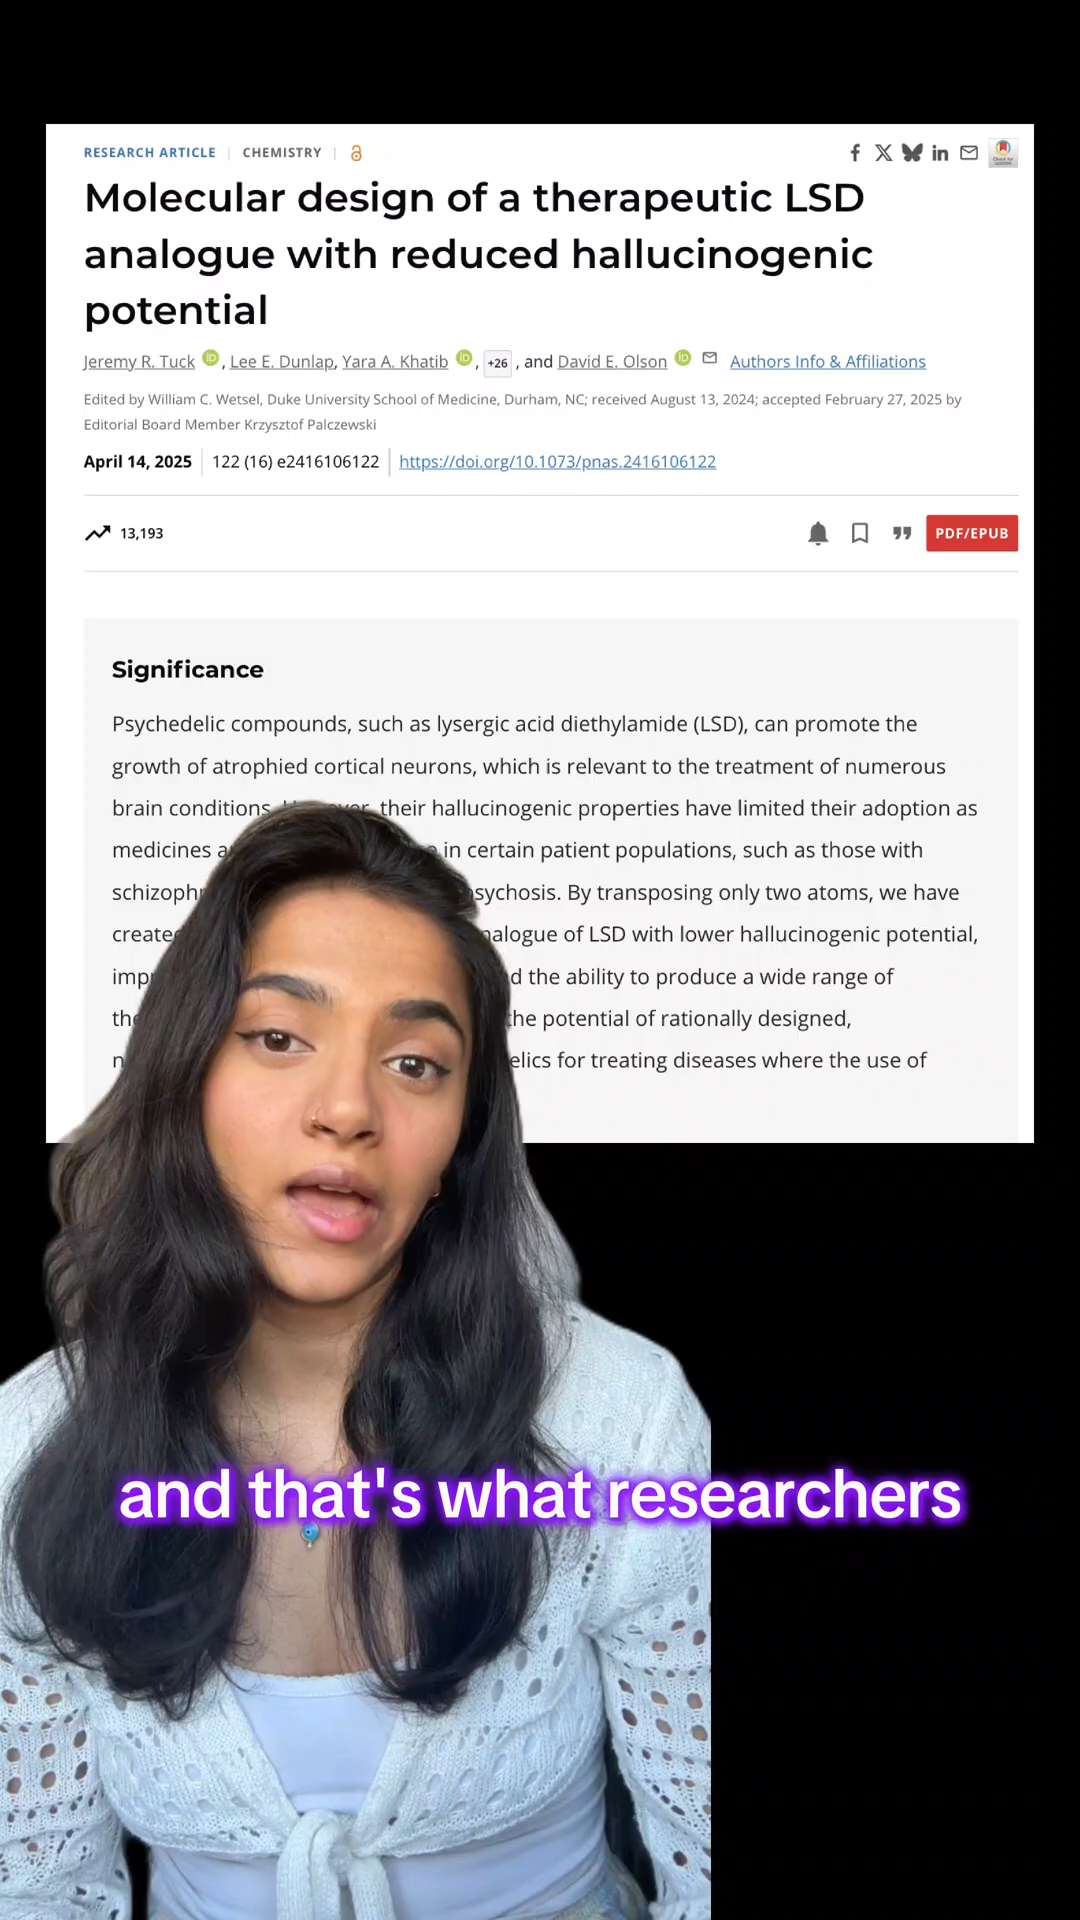 RESEARCH ARTICLE | CHEMISTRY |
Molecular design of a therapeutic LSD
analogue with reduced hallucinogenic
potential
Jeremy R. Tuck, Lee E. Dunlap, Yara A. Khatib, +26, and David E. Olson Authors Info & Affiliations
Edited by William C. Wetsel, Duke University School of Medicine, Durham, NC; received August 13, 2024; accepted February 27, 2025 by
Editorial Board Member Krzysztof Palczewski
April 14, 2025 | 122 (16) e2416106122 | https://doi.org/10.1073/pnas.2416106122
13,193
PDF/EPUB
Significance
Psychedelic compounds, such as lysergic acid diethylamide (LSD), can promote the
growth of atrophied cortical neurons, which is relevant to the treatment of numerous
brain conditions. their hallucinogenic properties have limited their adoption as
medicines in certain patient populations, such as those with
By transposing only two atoms, we have
of LSD with lower hallucinogenic potential,
the ability to produce a wide range of
the potential of rationally designed,
for treating diseases where the use of
and that's what researchers